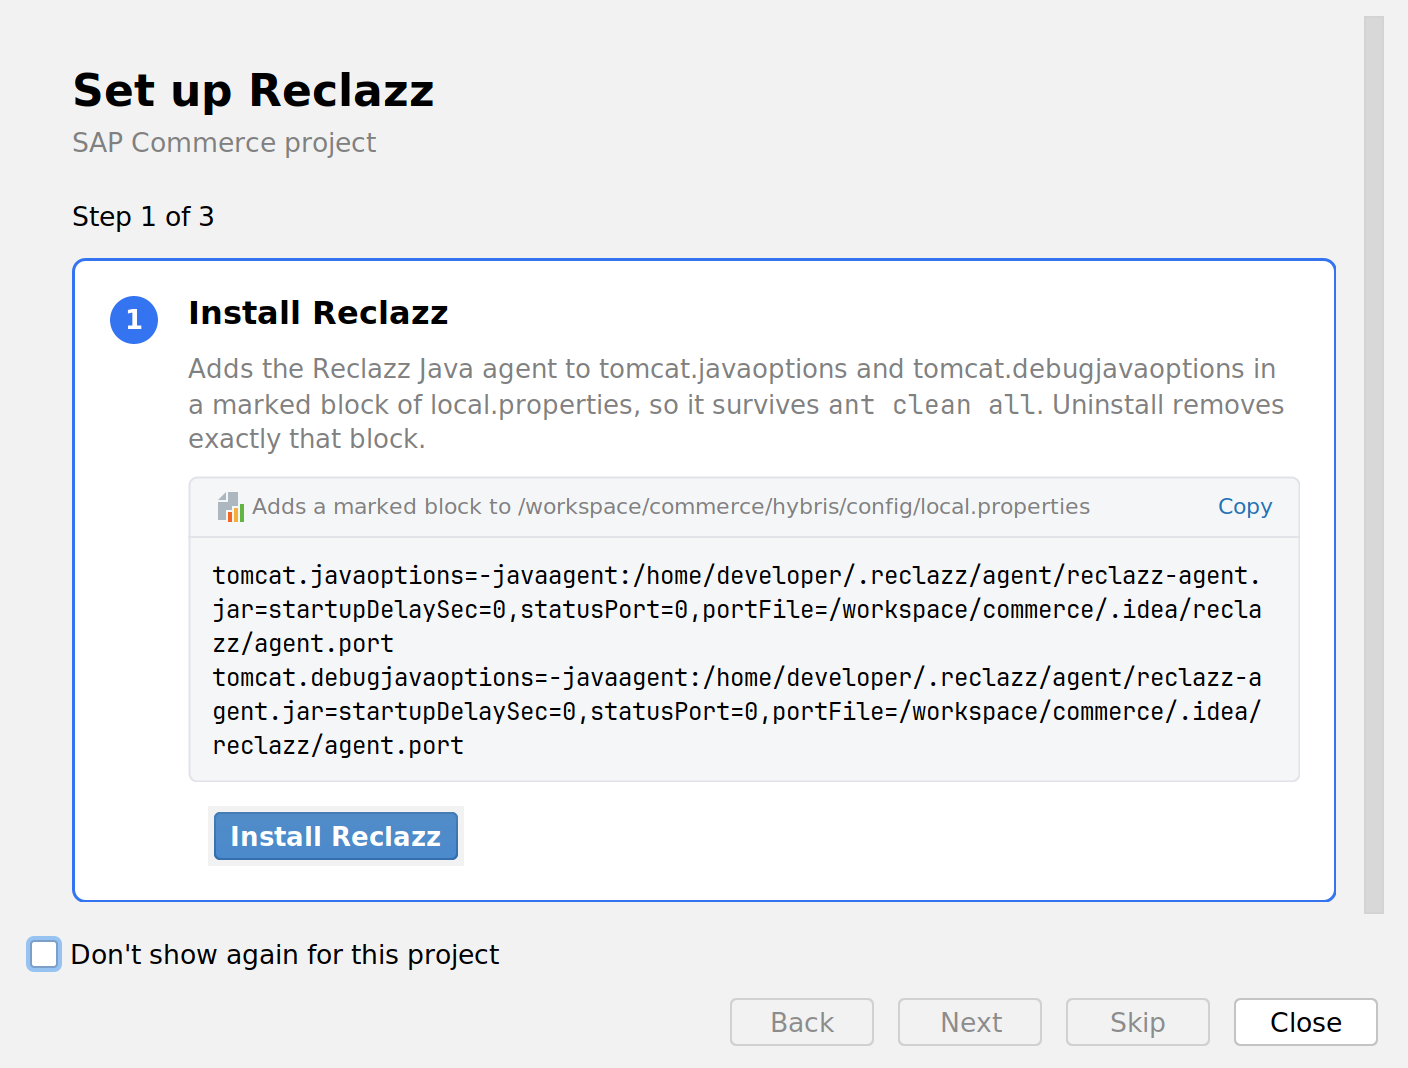 Set up Reclazz
SAP Commerce project
Step 1 of 3
1
Install Reclazz
Adds the Reclazz Java agent to tomcat.javaoptions and tomcat.debugjavaoptions in
a marked block of local.properties, so it survives ant clean all. Uninstall removes
exactly that block.
Adds a marked block to /workspace/commerce/hybris/config/local.properties
Copy
tomcat.javaoptions=-javaagent:/home/developer/.reclazz/agent/reclazz-agent.
jar=startupDelaySec=0,statusPort=0,portFile=/workspace/commerce/.idea/recla
zz/agent.port
tomcat.debugjavaoptions=-javaagent:/home/developer/.reclazz/agent/reclazz-a
gent.jar=startupDelaySec=0,statusPort=0,portFile=/workspace/commerce/.idea/
reclazz/agent.port
Install Reclazz
Don't show again for this project
Back
Next
Skip
Close